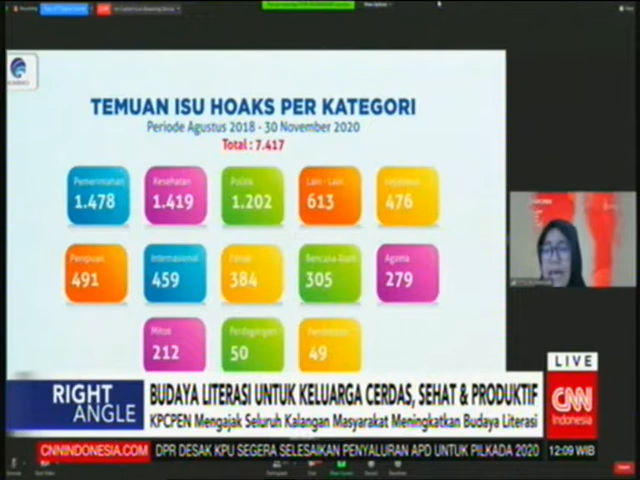 TEMUAN ISU HOAKS PER KATEGORI
Periode Agustus 2018 - 30 November 2020
Total : 7.417
Pemerintahan
1.478
Kesehatan
1.419
Politik
1.202
Lain - Lain
613
Kejahatan
476
Penipuan
491
Internasional
459
Fitnah
384
Bencana Alam
305
Agama
279
Mitos
212
Perdagangan
50
49
LIVE
RIGHT
ANGLE
BUDAYA LITERASI UNTUK KELUARGA CERDAS, SEHAT & PRODUKTIF
KPCPEN Mengajak Seluruh Kalangan Masyarakat Meningkatkan Budaya Literasi
CNN
Indonesia
CNNINDONESIA.COM
DPR DESAK KPU SEGERA SELESAIKAN PENYALURAN APD UNTUK PILKADA 2020
12:09 WIB